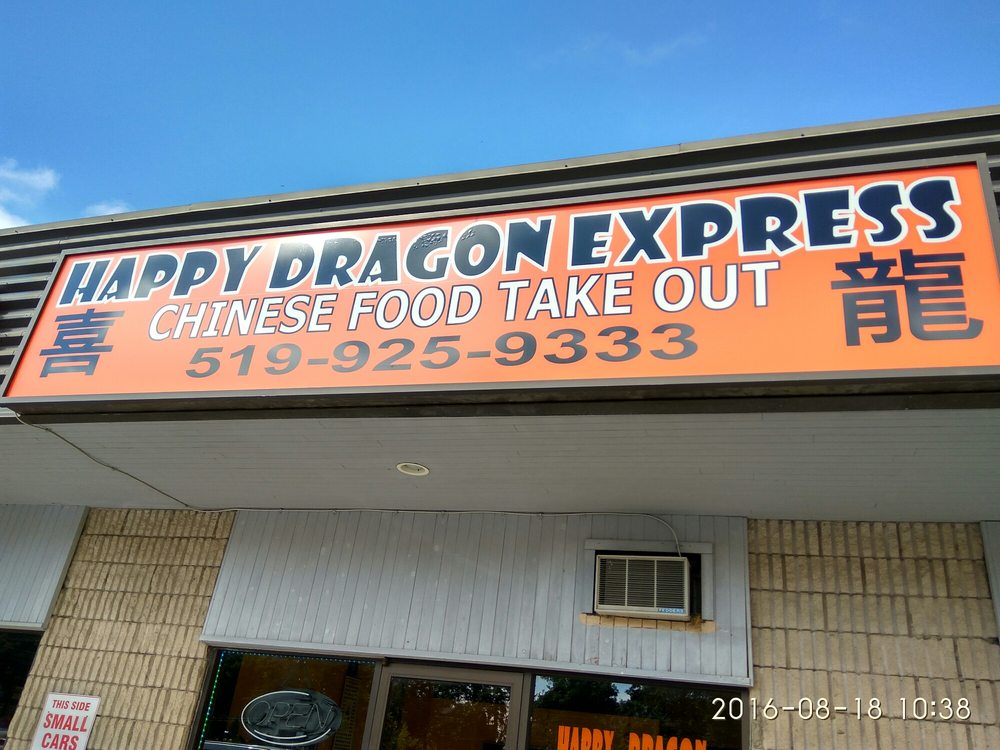 HAPPY DRAGON EXPRESS
CHINESE FOOD TAKE OUT
喜 龍
519-925-9333
FEDDERS
OPEN
THIS SIDE
SMALL
CARS
HAPPY DRAGON
2016-08-18 10:38